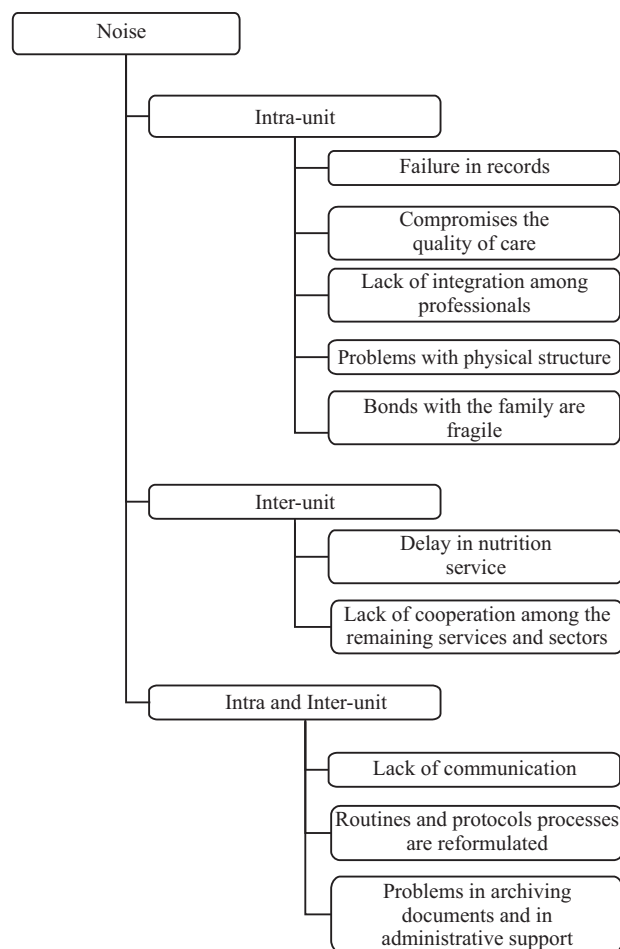 Noise
Intra-unit
Failure in records
Compromises the
quality of care
Lack of integration among
professionals
Problems with physical structure
Bonds with the family are
fragile
Inter-unit
Delay in nutrition
service
Lack of cooperation among the
remaining services and sectors
Intra and Inter-unit
Lack of communication
Routines and protocols processes
are reformulated
Problems in archiving
documents and in
administrative support